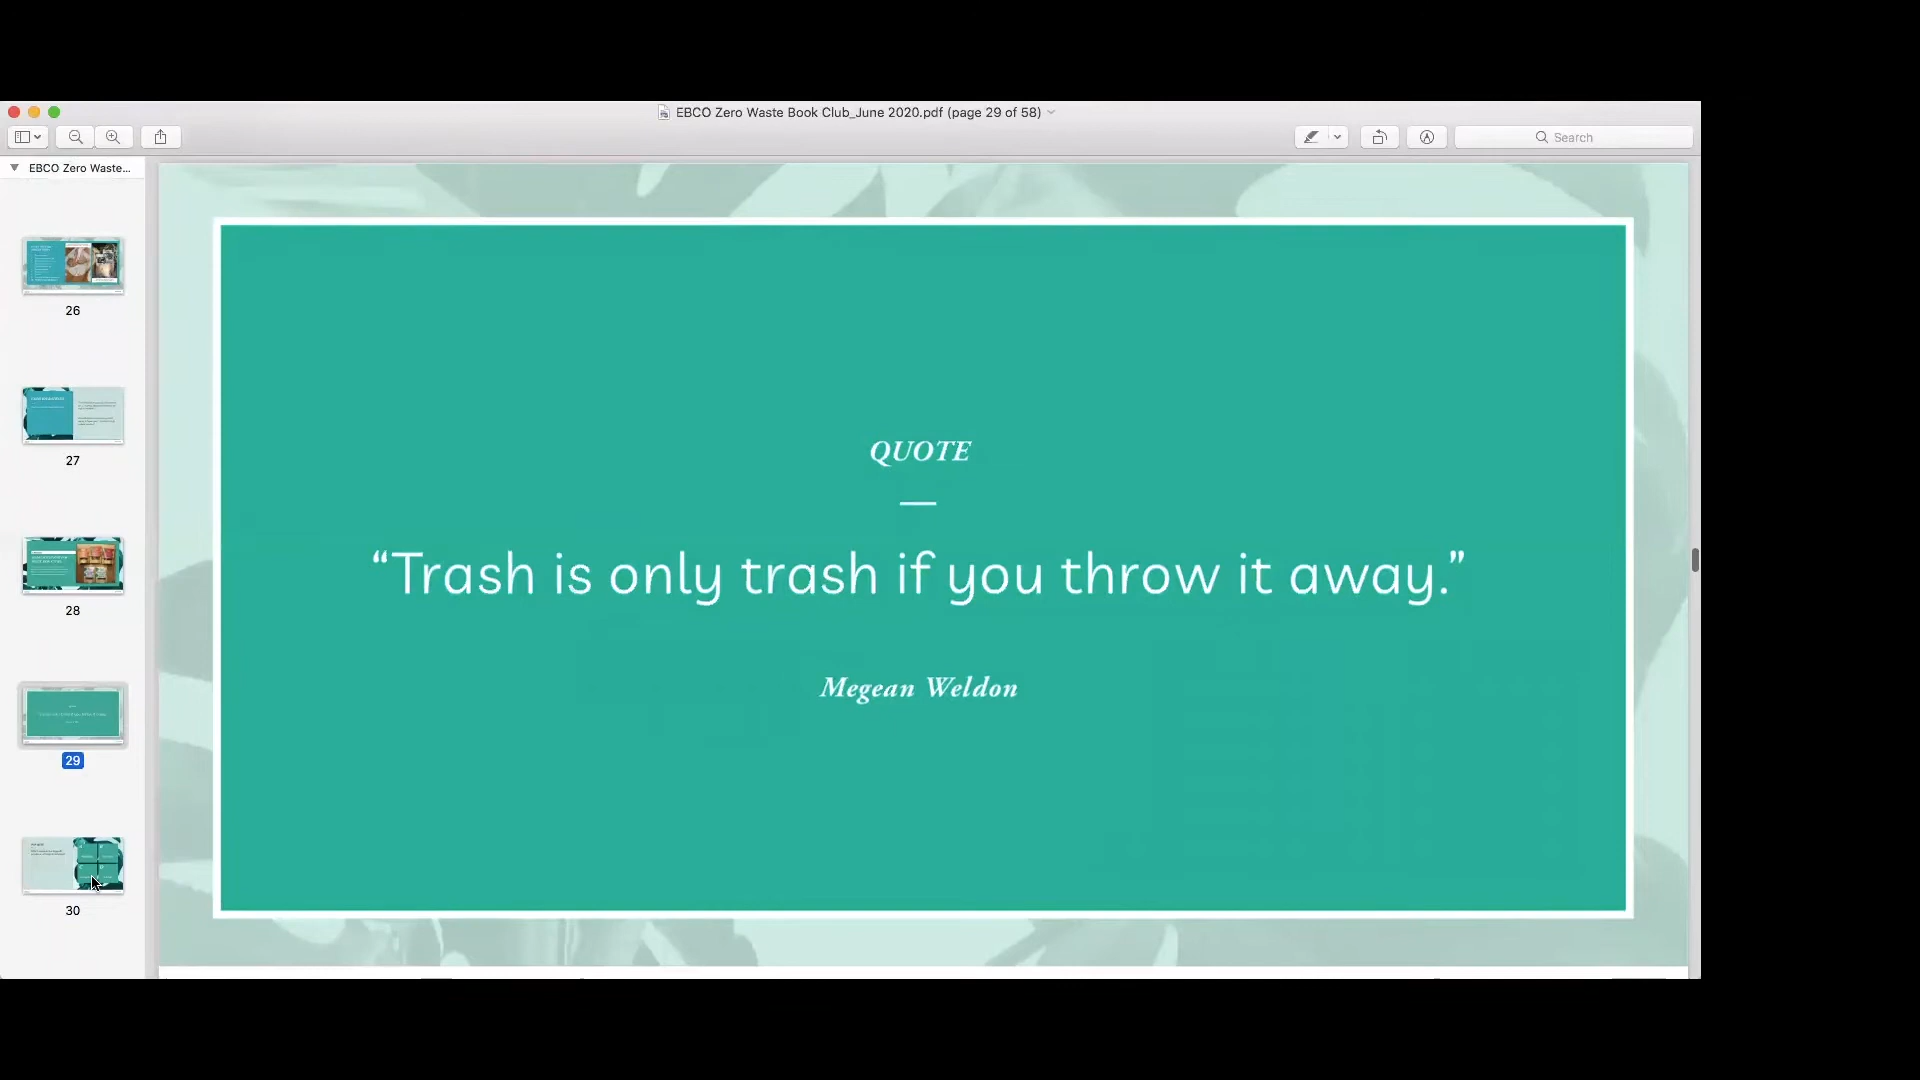 EBCO Zero Waste Book Club_June 2020.pdf (page 29 of 58)
Search
EBCO Zero Waste...
26
27
28
29
30
QUOTE
“Trash is only trash if you throw it away.”
Megean Weldon